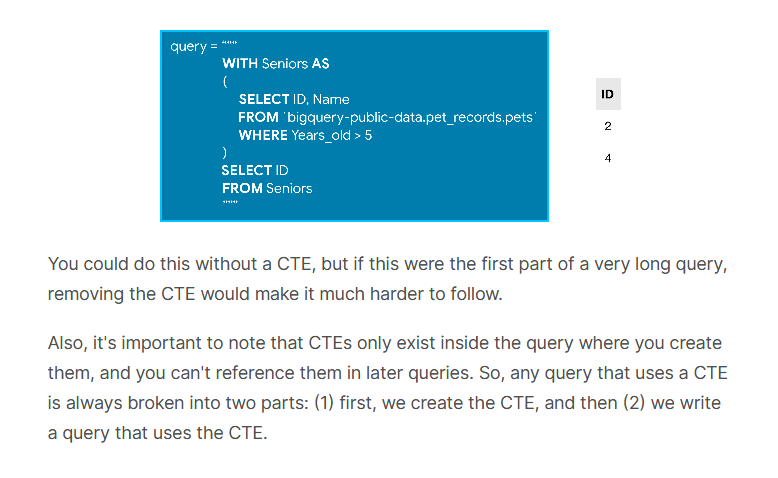 query = """
WITH Seniors AS
(
SELECT ID, Name
FROM `bigquery-public-data.pet_records.pets`
WHERE Years_old > 5
)
SELECT ID
FROM Seniors
"""
ID
2
4
You could do this without a CTE, but if this were the first part of a very long query,
removing the CTE would make it much harder to follow.
Also, it's important to note that CTEs only exist inside the query where you create
them, and you can't reference them in later queries. So, any query that uses a CTE
is always broken into two parts: (1) first, we create the CTE, and then (2) we write
a query that uses the CTE.